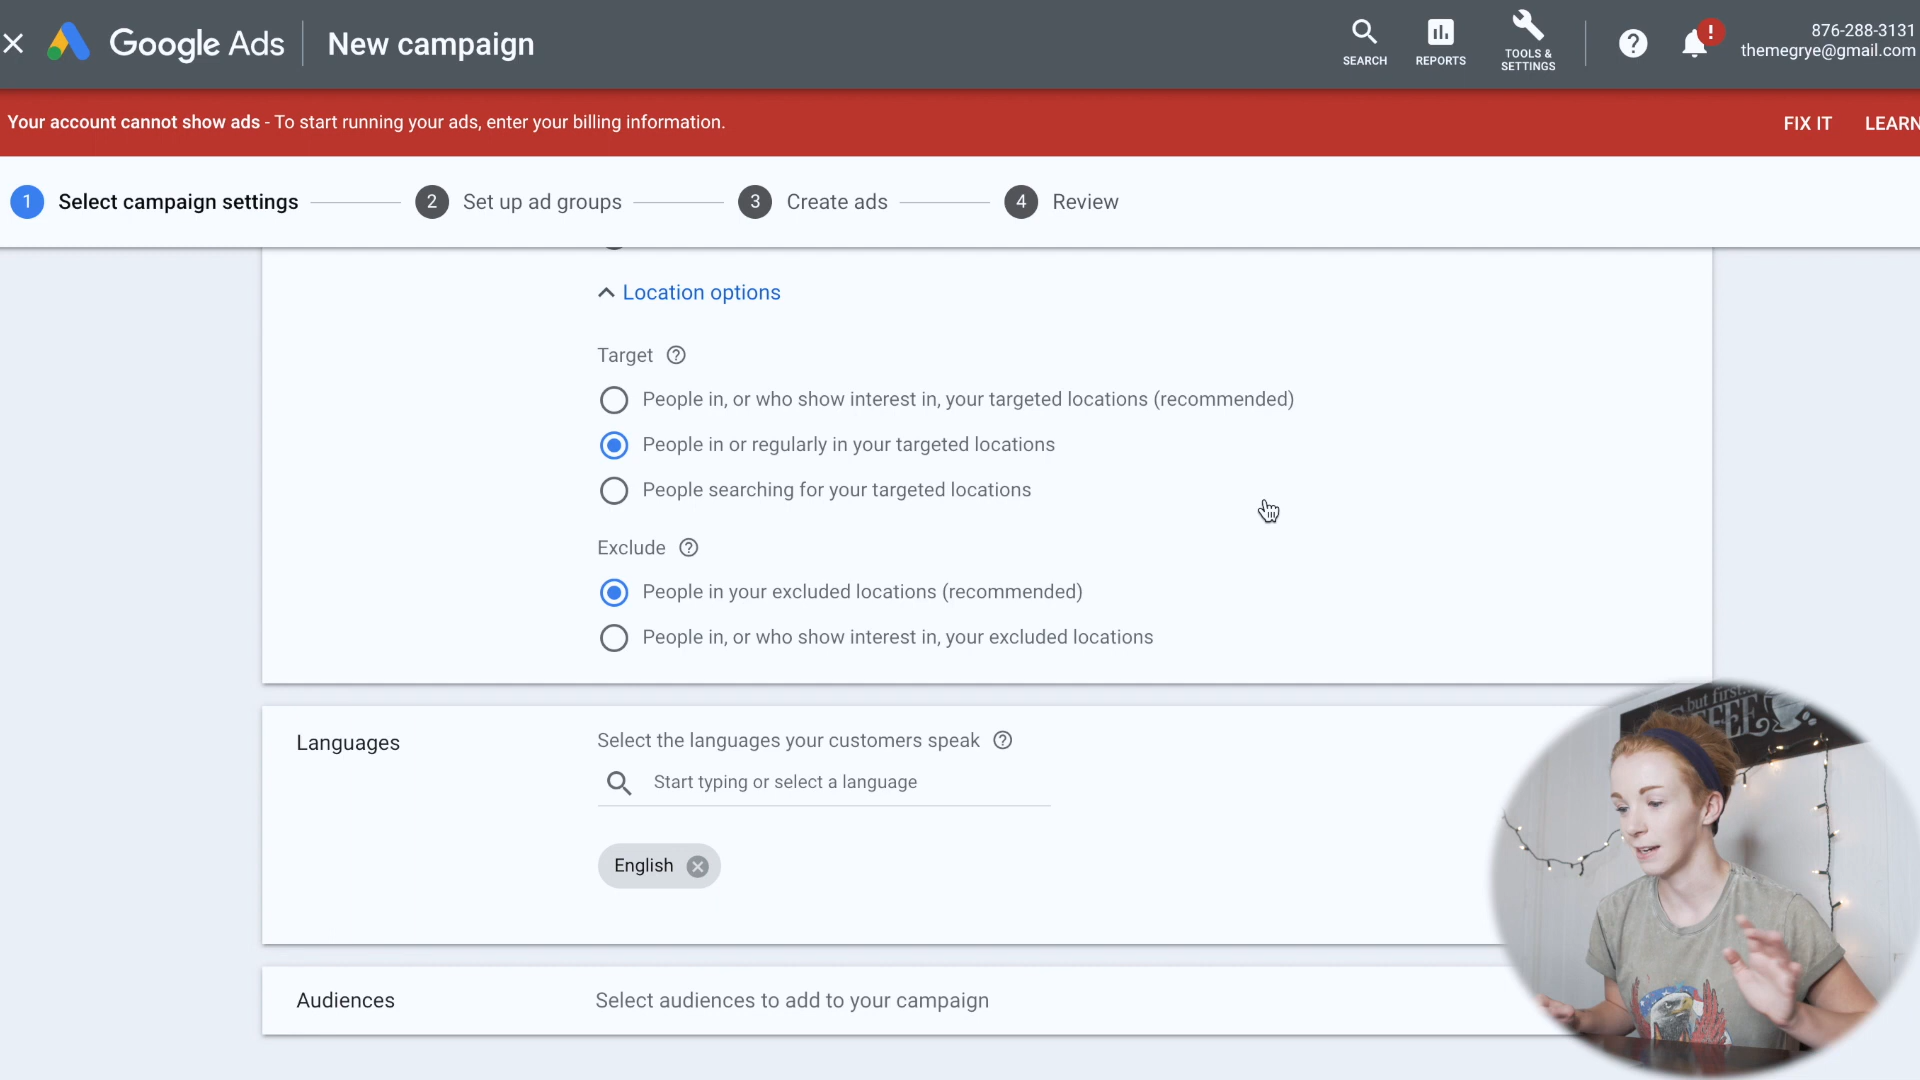 Google Ads
New campaign
SEARCH
REPORTS
TOOLS &
SETTINGS
!
876-288-3131
themegrye@gmail.com
Your account cannot show ads - To start running your ads, enter your billing information.
FIX IT
LEARN
1 Select campaign settings
2 Set up ad groups
3 Create ads
4 Review
Location options
Target
People in, or who show interest in, your targeted locations (recommended)
People in or regularly in your targeted locations
People searching for your targeted locations
Exclude
People in your excluded locations (recommended)
People in, or who show interest in, your excluded locations
Languages
Select the languages your customers speak
Start typing or select a language
English
but first...
Audiences
Select audiences to add to your campaign